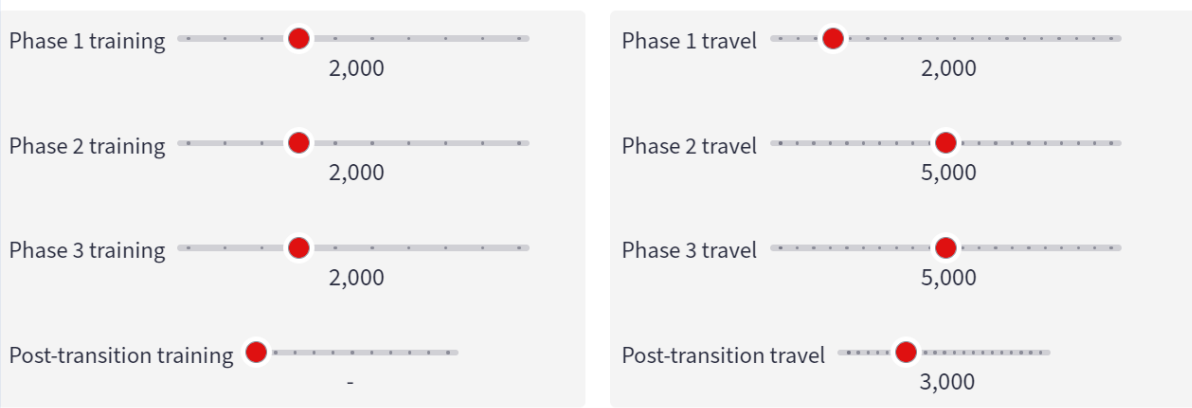 Phase 1 training
2,000
Phase 2 training
2,000
Phase 3 training
2,000
Post-transition training
-
Phase 1 travel
2,000
Phase 2 travel
5,000
Phase 3 travel
5,000
Post-transition travel
3,000